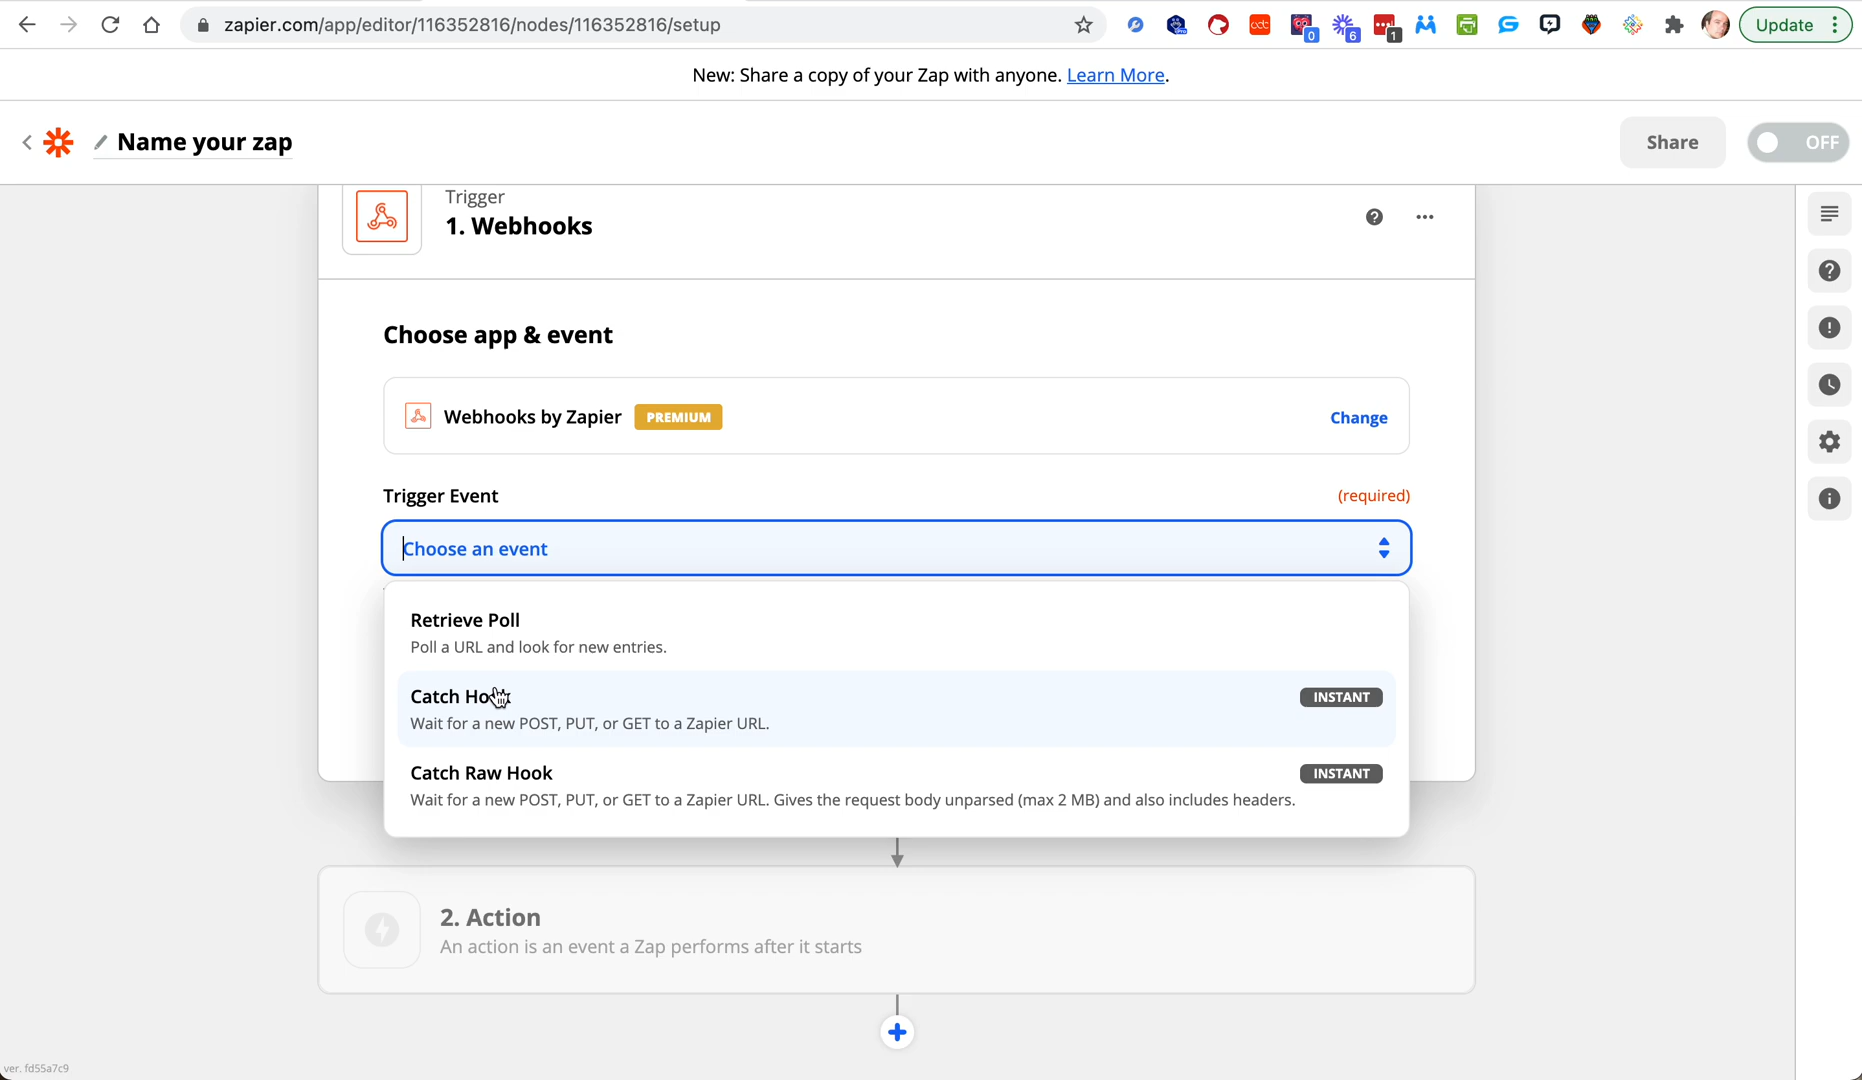 zapier.com/app/editor/116352816/nodes/116352816/setup
0
6
1
Update
New: Share a copy of your Zap with anyone. Learn More.
Name your zap
Share
OFF
Trigger
1. Webhooks
Choose app & event
Webhooks by Zapier PREMIUM
Change
Trigger Event
(required)
Choose an event
Retrieve Poll
Poll a URL and look for new entries.
Catch Hook
INSTANT
Wait for a new POST, PUT, or GET to a Zapier URL.
Catch Raw Hook
INSTANT
Wait for a new POST, PUT, or GET to a Zapier URL. Gives the request body unparsed (max 2 MB) and also includes headers.
2. Action
An action is an event a Zap performs after it starts
ver. fd55a7c9